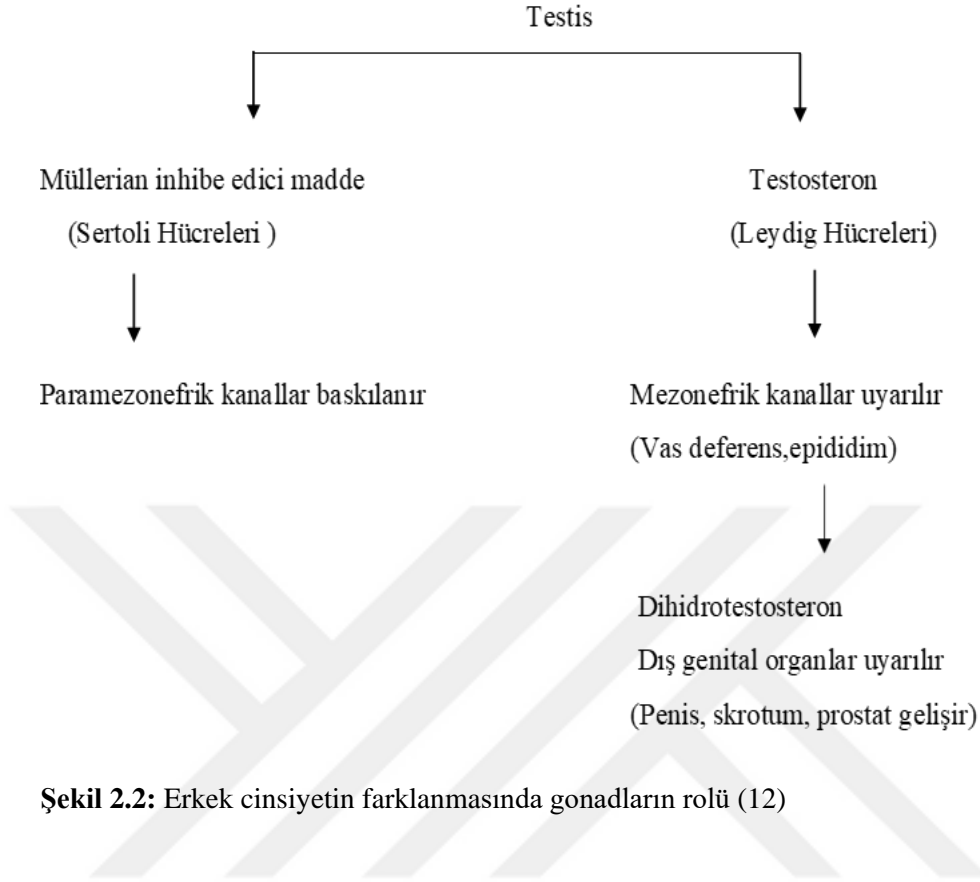 Testis
Müllerian inhibe edici madde
(Sertoli Hücreleri )
Testosteron
(Leydig Hücreleri)
Paramezonefrik kanallar baskılanır
Mezonefrik kanallar uyarılır
(Vas deferens,epididim)
Dihidrotestosteron
Dış genital organlar uyarılır
(Penis, skrotum, prostat gelişir)
Şekil 2.2: Erkek cinsiyetin farklanmasında gonadların rolü (12)